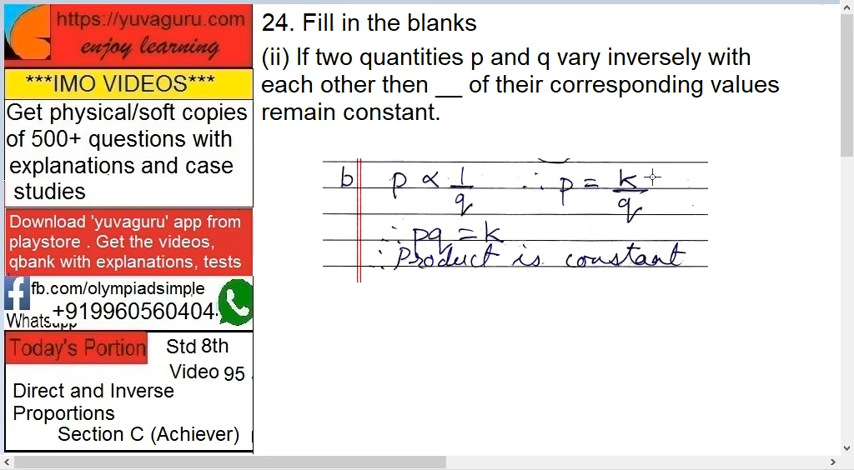 https://yuvaguru.com
enjoy learning
***IMO VIDEOS***
Get physical/soft copies
of 500+ questions with
explanations and case
studies
Download 'yuvaguru' app from
playstore . Get the videos,
qbank with explanations, tests
fb.com/olympiadsimple
Whatsupp +919960560404
Today's Portion Std 8th
Video 95
Direct and Inverse
Proportions
Section C (Achiever)
24. Fill in the blanks
(ii) If two quantities p and q vary inversely with
each other then __ of their corresponding values
remain constant.
b p ∝ 1/q ∴ p = k/q
∴ pq = k
∴ Product is constant